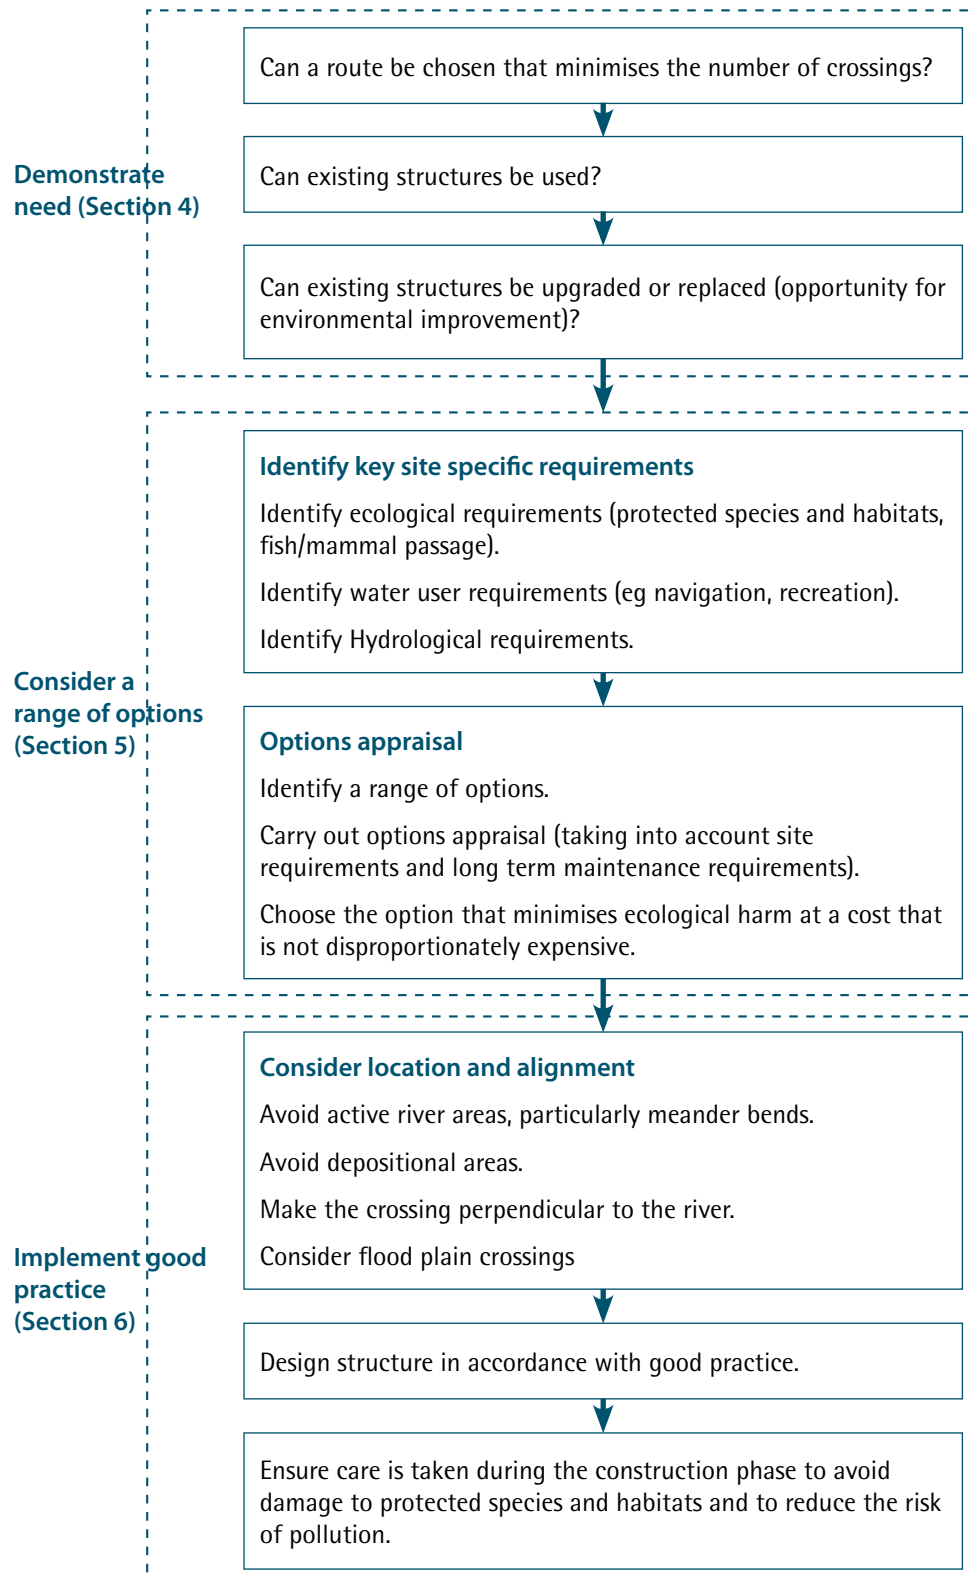 Can a route be chosen that minimises the number of crossings?
Demonstrate
need (Section 4)
Can existing structures be used?
Can existing structures be upgraded or replaced (opportunity for
environmental improvement)?
Identify key site specific requirements
Identify ecological requirements (protected species and habitats,
fish/mammal passage).
Identify water user requirements (eg navigation, recreation).
Identify Hydrological requirements.
Consider a
range of options
(Section 5)
Options appraisal
Identify a range of options.
Carry out options appraisal (taking into account site
requirements and long term maintenance requirements).
Choose the option that minimises ecological harm at a cost that
is not disproportionately expensive.
Consider location and alignment
Avoid active river areas, particularly meander bends.
Avoid depositional areas.
Make the crossing perpendicular to the river.
Consider flood plain crossings
Implement good
practice
(Section 6)
Design structure in accordance with good practice.
Ensure care is taken during the construction phase to avoid
damage to protected species and habitats and to reduce the risk
of pollution.